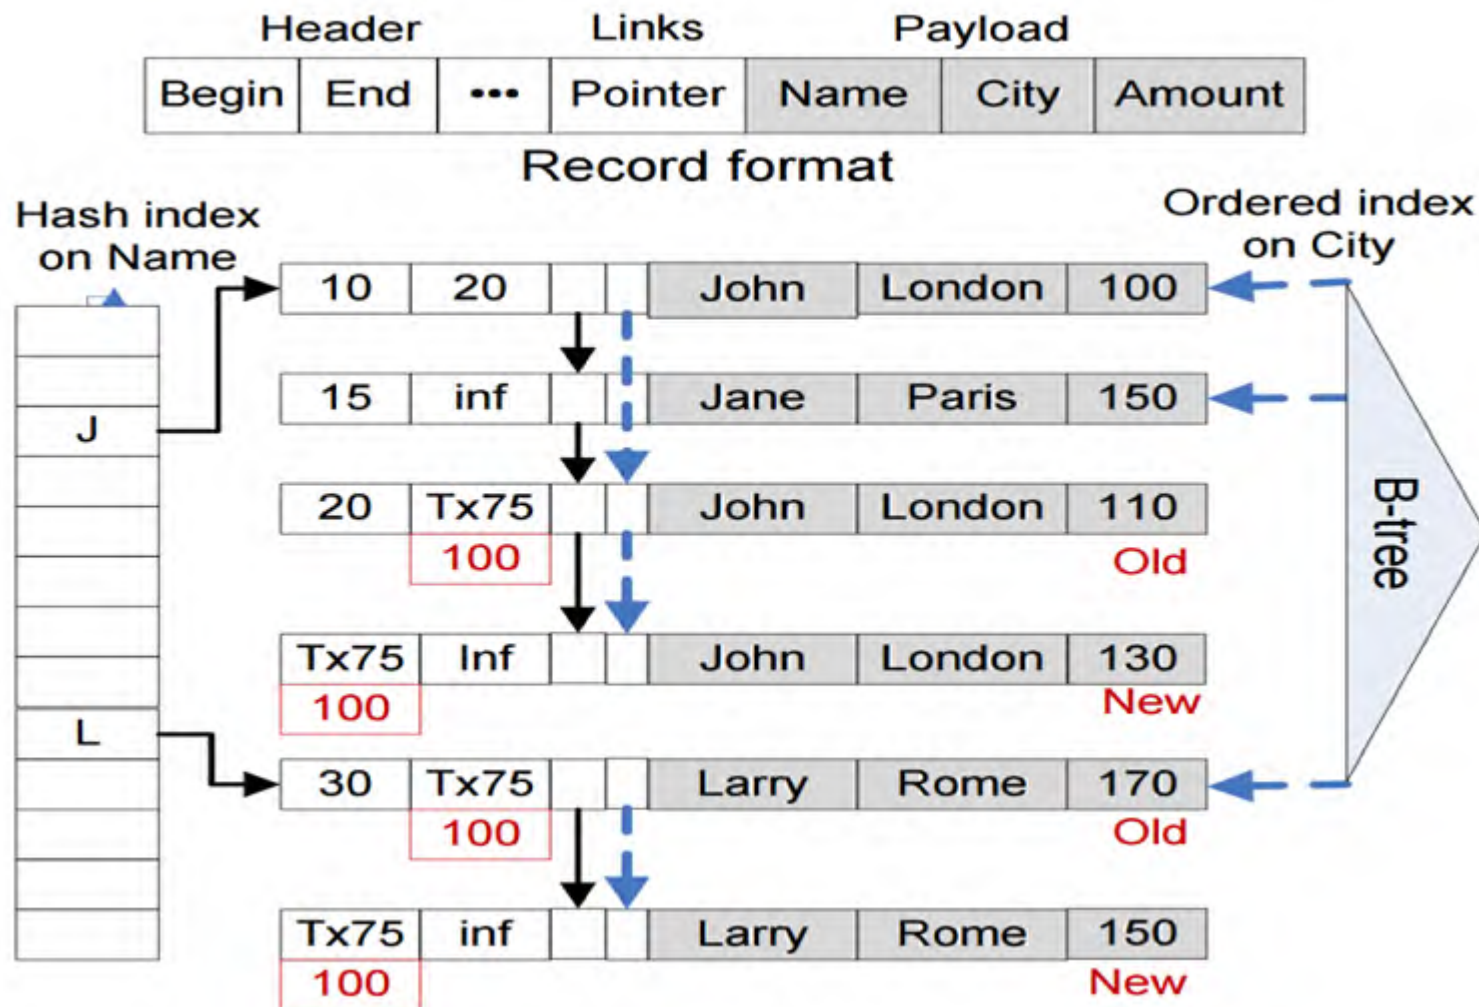 Header Links Payload
Begin End ... Pointer Name City Amount
Record format
Hash index
on Name
Ordered index
on City
10 20 John London 100
15 inf Jane Paris 150
J
20 Tx75 John London 110
100 Old
B-tree
Tx75 Inf John London 130
100 New
L
30 Tx75 Larry Rome 170
100 Old
Tx75 inf Larry Rome 150
100 New